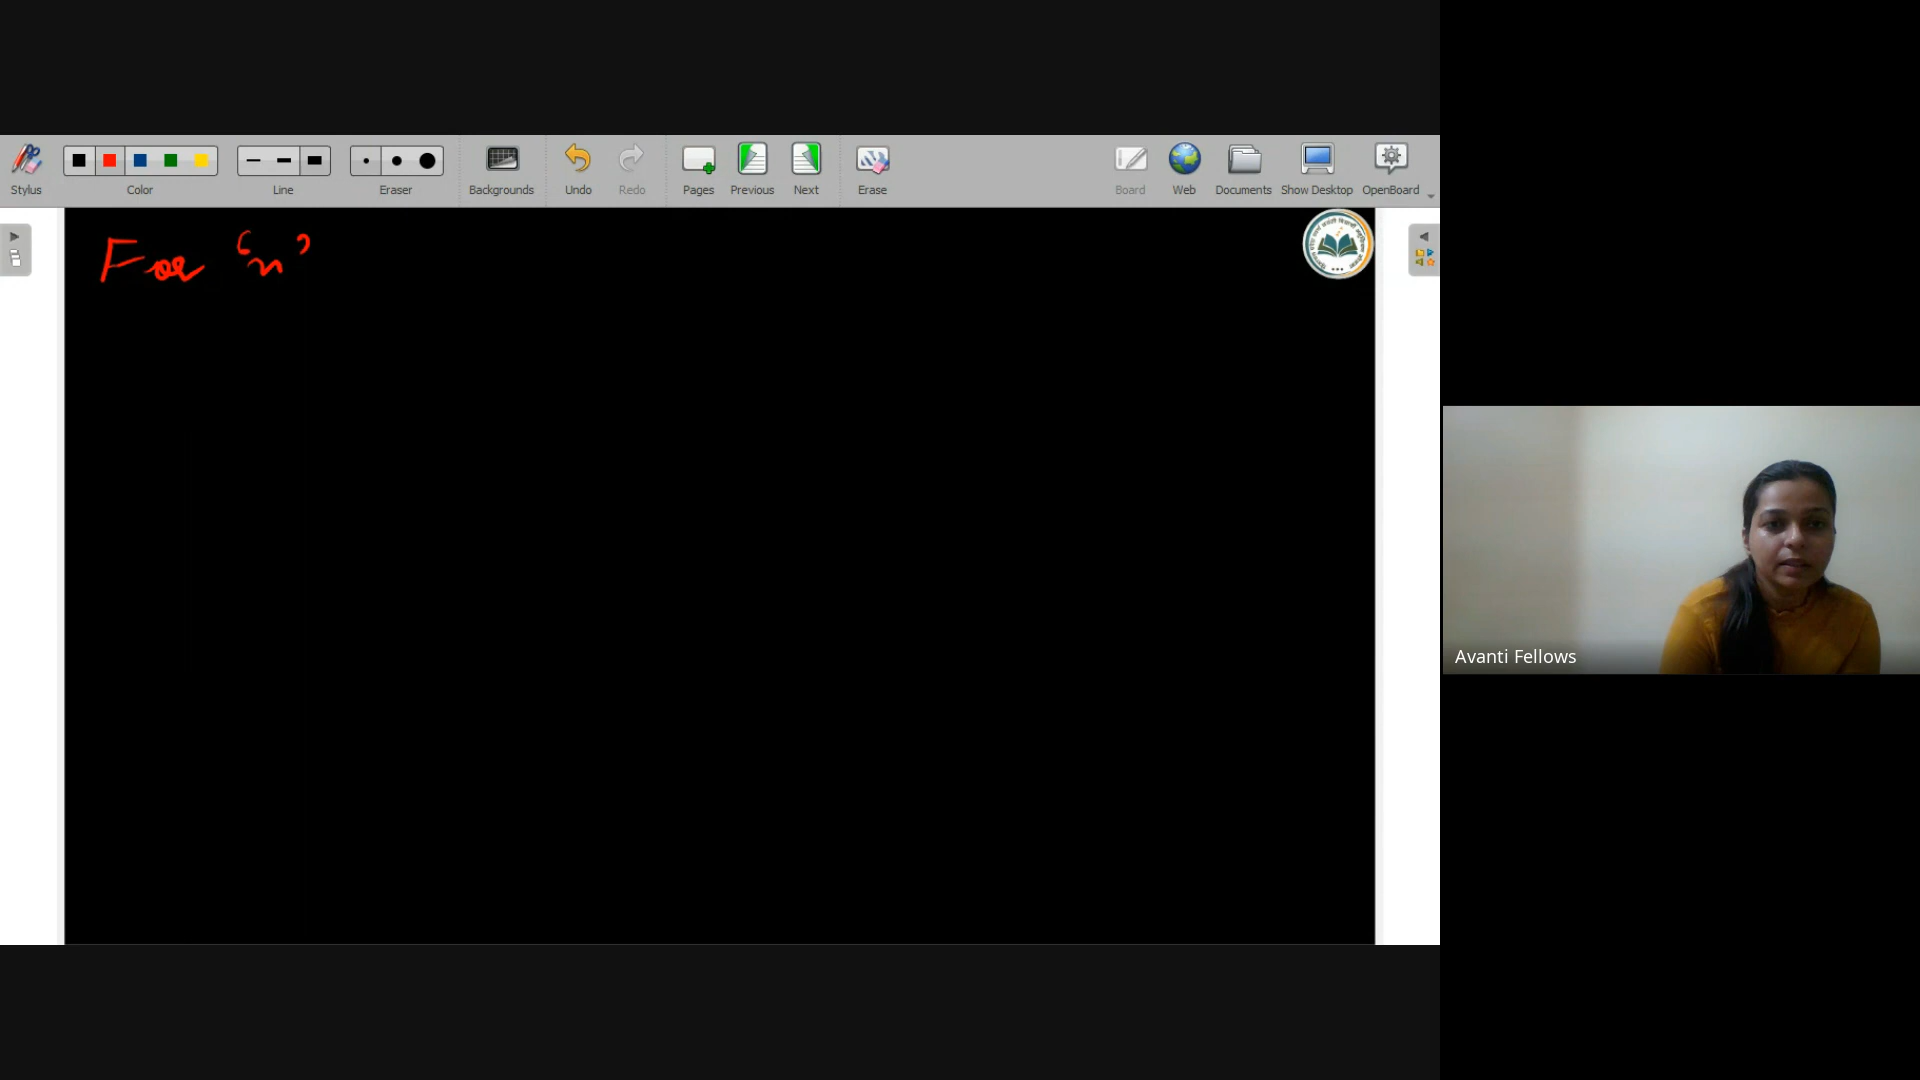 Stylus Color Line Eraser Backgrounds Undo Redo Pages Previous Next Erase Board Web Documents Show Desktop OpenBoard
For ‘n’
Avanti Fellows